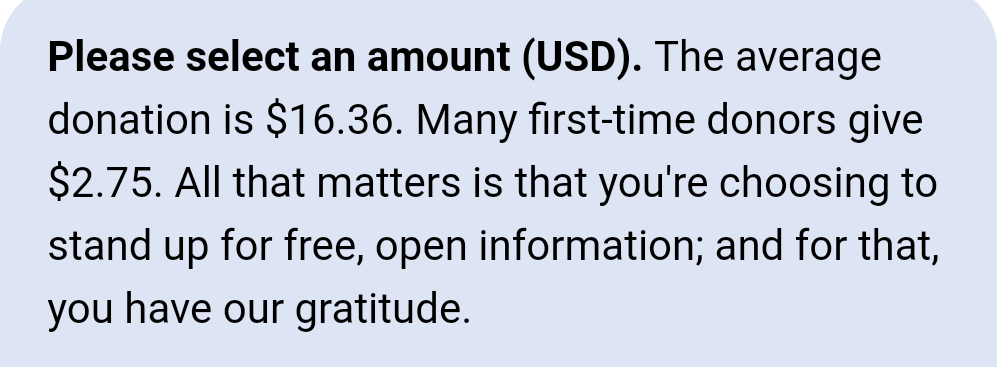 Please select an amount (USD). The average
donation is $16.36. Many first-time donors give
$2.75. All that matters is that you're choosing to
stand up for free, open information; and for that,
you have our gratitude.